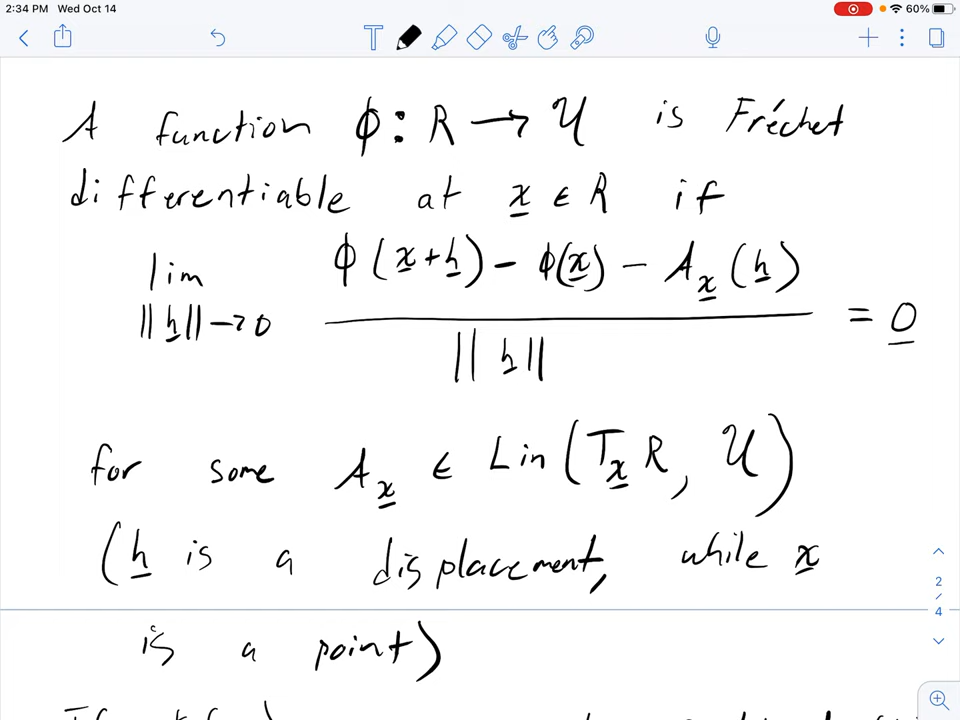 2:34 PM Wed Oct 14
60%
A function ϕ: R → 𝒰 is Fréchet
differentiable at x̲ ∈ R if
lim ||h̲||→0 (ϕ(x̲+h̲) − ϕ(x̲) − A_x̲(h̲)) / ||h̲|| = 0̲
for some A_x̲ ∈ Lin(T_x̲ R, 𝒰)
(h̲ is a displacement, while x̲
is a point)
2
/
4